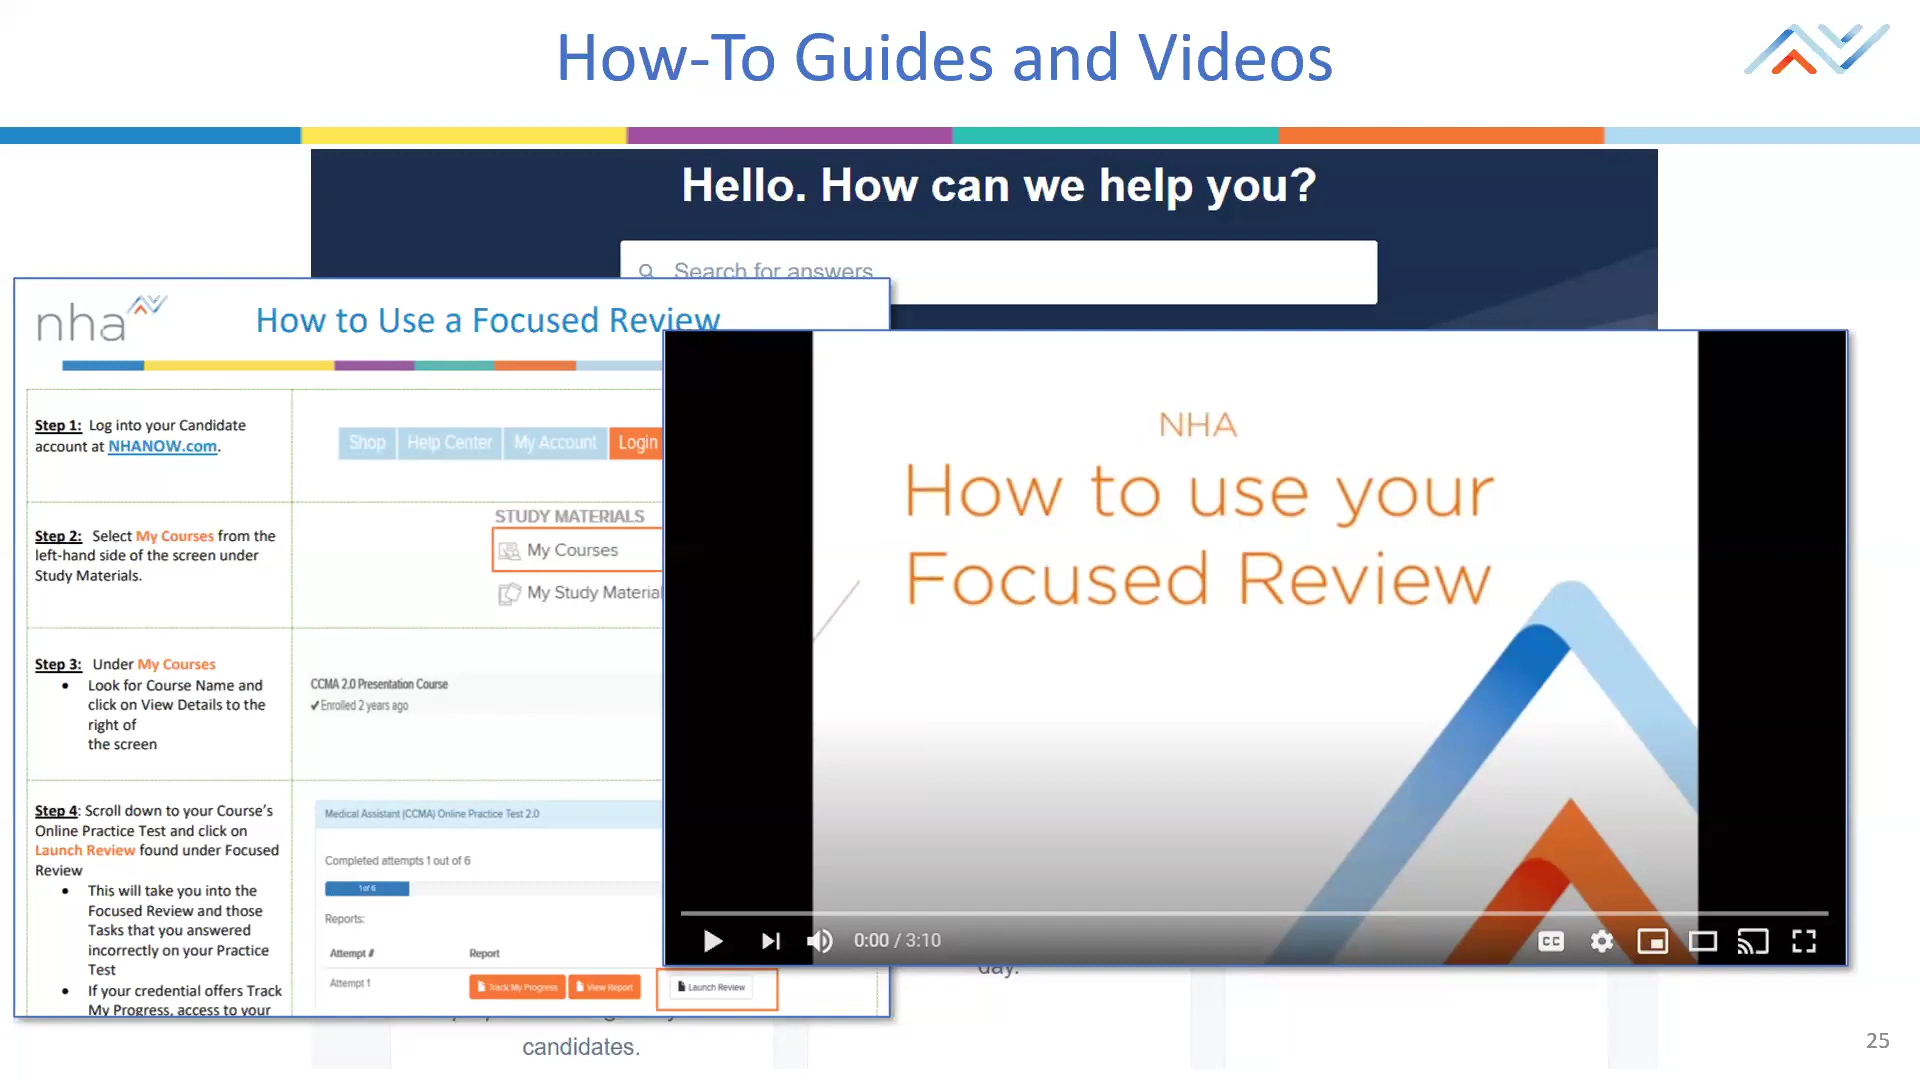 How-To Guides and Videos
Hello. How can we help you?
Search for answers
nha
How to Use a Focused Review
Step 1: Log into your Candidate
account at NHANOW.com.
Shop
Help Center
My Account
Login
Step 2: Select My Courses from the
left-hand side of the screen under
Study Materials.
STUDY MATERIALS
My Courses
My Study Material
Step 3: Under My Courses
• Look for Course Name and
click on View Details to the
right of
the screen
CCMA 2.0 Presentation Course
✔Enrolled 2 years ago
Step 4: Scroll down to your Course's
Online Practice Test and click on
Launch Review found under Focused
Review
• This will take you into the
Focused Review and those
Tasks that you answered
incorrectly on your Practice
Test
• If your credential offers Track
My Progress, access to your
Medical Assistant (CCMA) Online Practice Test 2.0
Completed attempts 1 out of 6
1 of 6
Reports:
Attempt #
Report
Attempt 1
Track My Progress
View Report
Launch Review
NHA
How to use your
Focused Review
0:00 / 3:10
CC
day.
candidates.
25